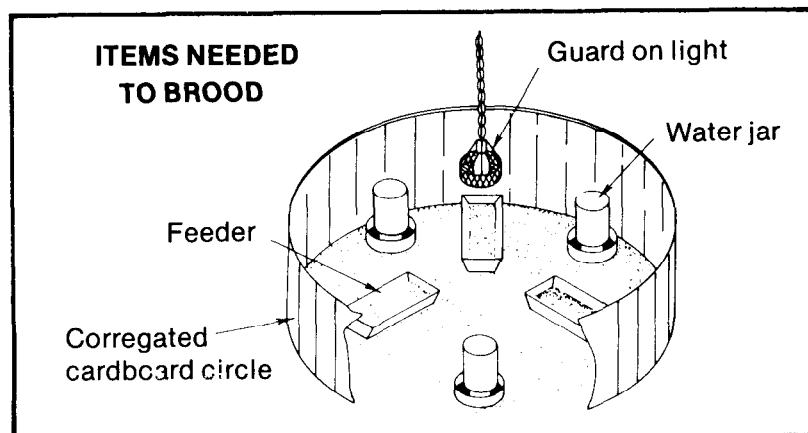 ITEMS NEEDED
TO BROOD
Guard on light
Water jar
Feeder
Corregated
cardboard circle